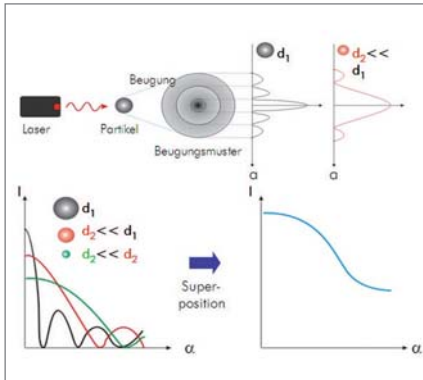 Beugung
d1
d2<<
d1
Laser
Partikel
Beugungsmuster
α
α
I
d1
d2<< d1
d2<< d2
Super-
position
α
I
α